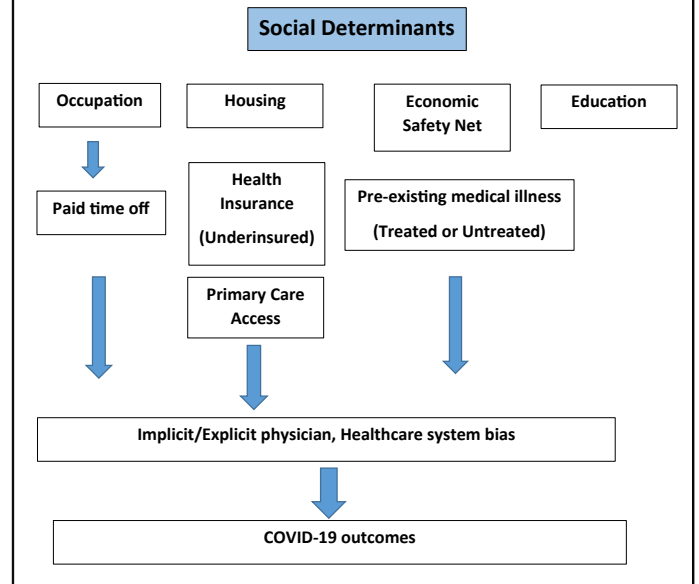 Social Determinants
Occupation
Housing
Economic
Safety Net
Education
Paid time off
Health
Insurance
(Underinsured)
Pre-existing medical illness
(Treated or Untreated)
Primary Care
Access
Implicit/Explicit physician, Healthcare system bias
COVID-19 outcomes